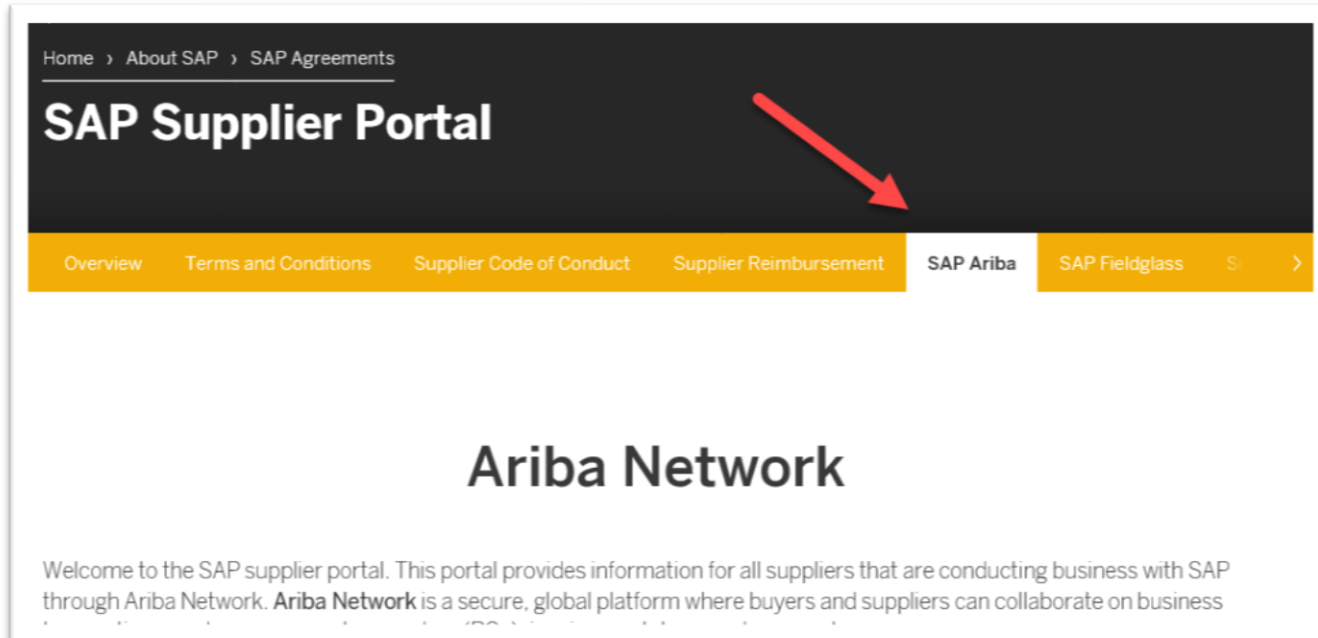 Home › About SAP › SAP Agreements
SAP Supplier Portal
Overview Terms and Conditions Supplier Code of Conduct Supplier Reimbursement SAP Ariba SAP Fieldglass
Ariba Network
Welcome to the SAP supplier portal. This portal provides information for all suppliers that are conducting business with SAP
through Ariba Network. Ariba Network is a secure, global platform where buyers and suppliers can collaborate on business